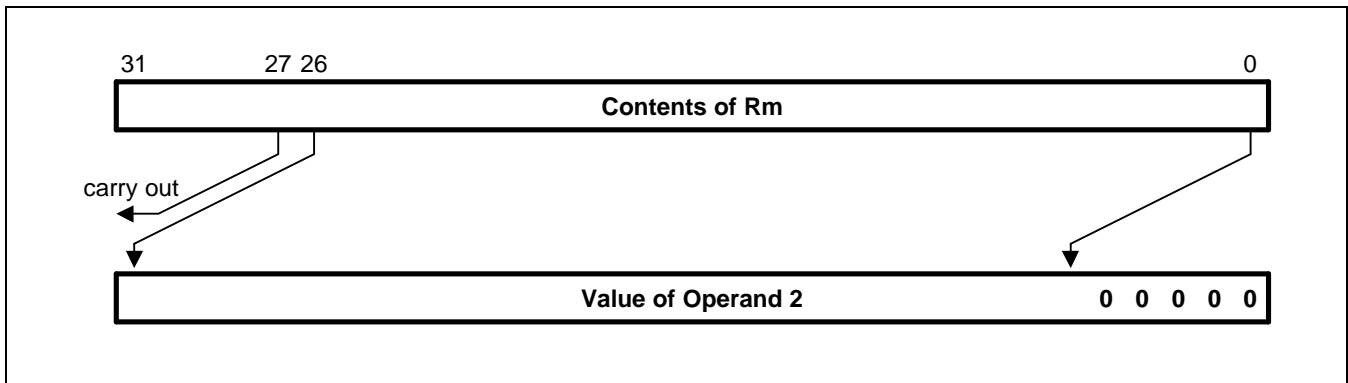 31 27 26 0
Contents of Rm
carry out
Value of Operand 2 0 0 0 0 0